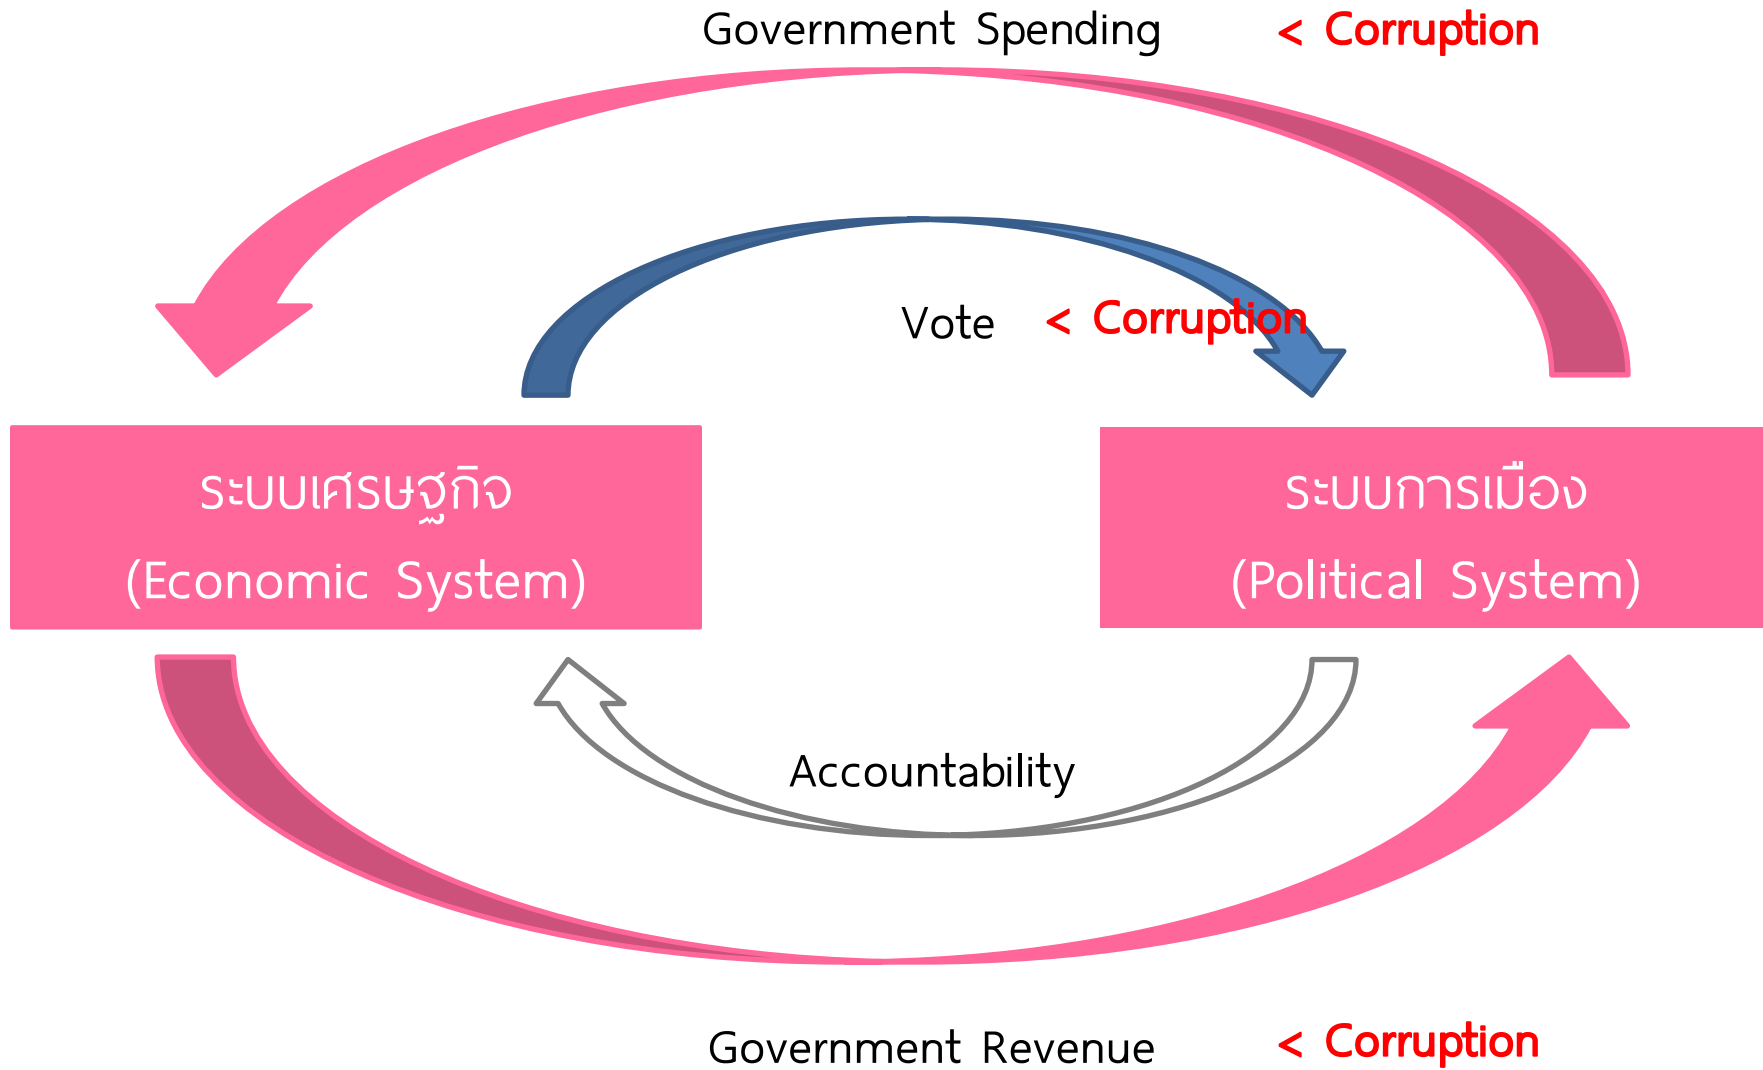 Government Spending < Corruption
Vote < Corruption
ระบบเศรษฐกิจ
(Economic System)
ระบบการเมือง
(Political System)
Accountability
Government Revenue < Corruption